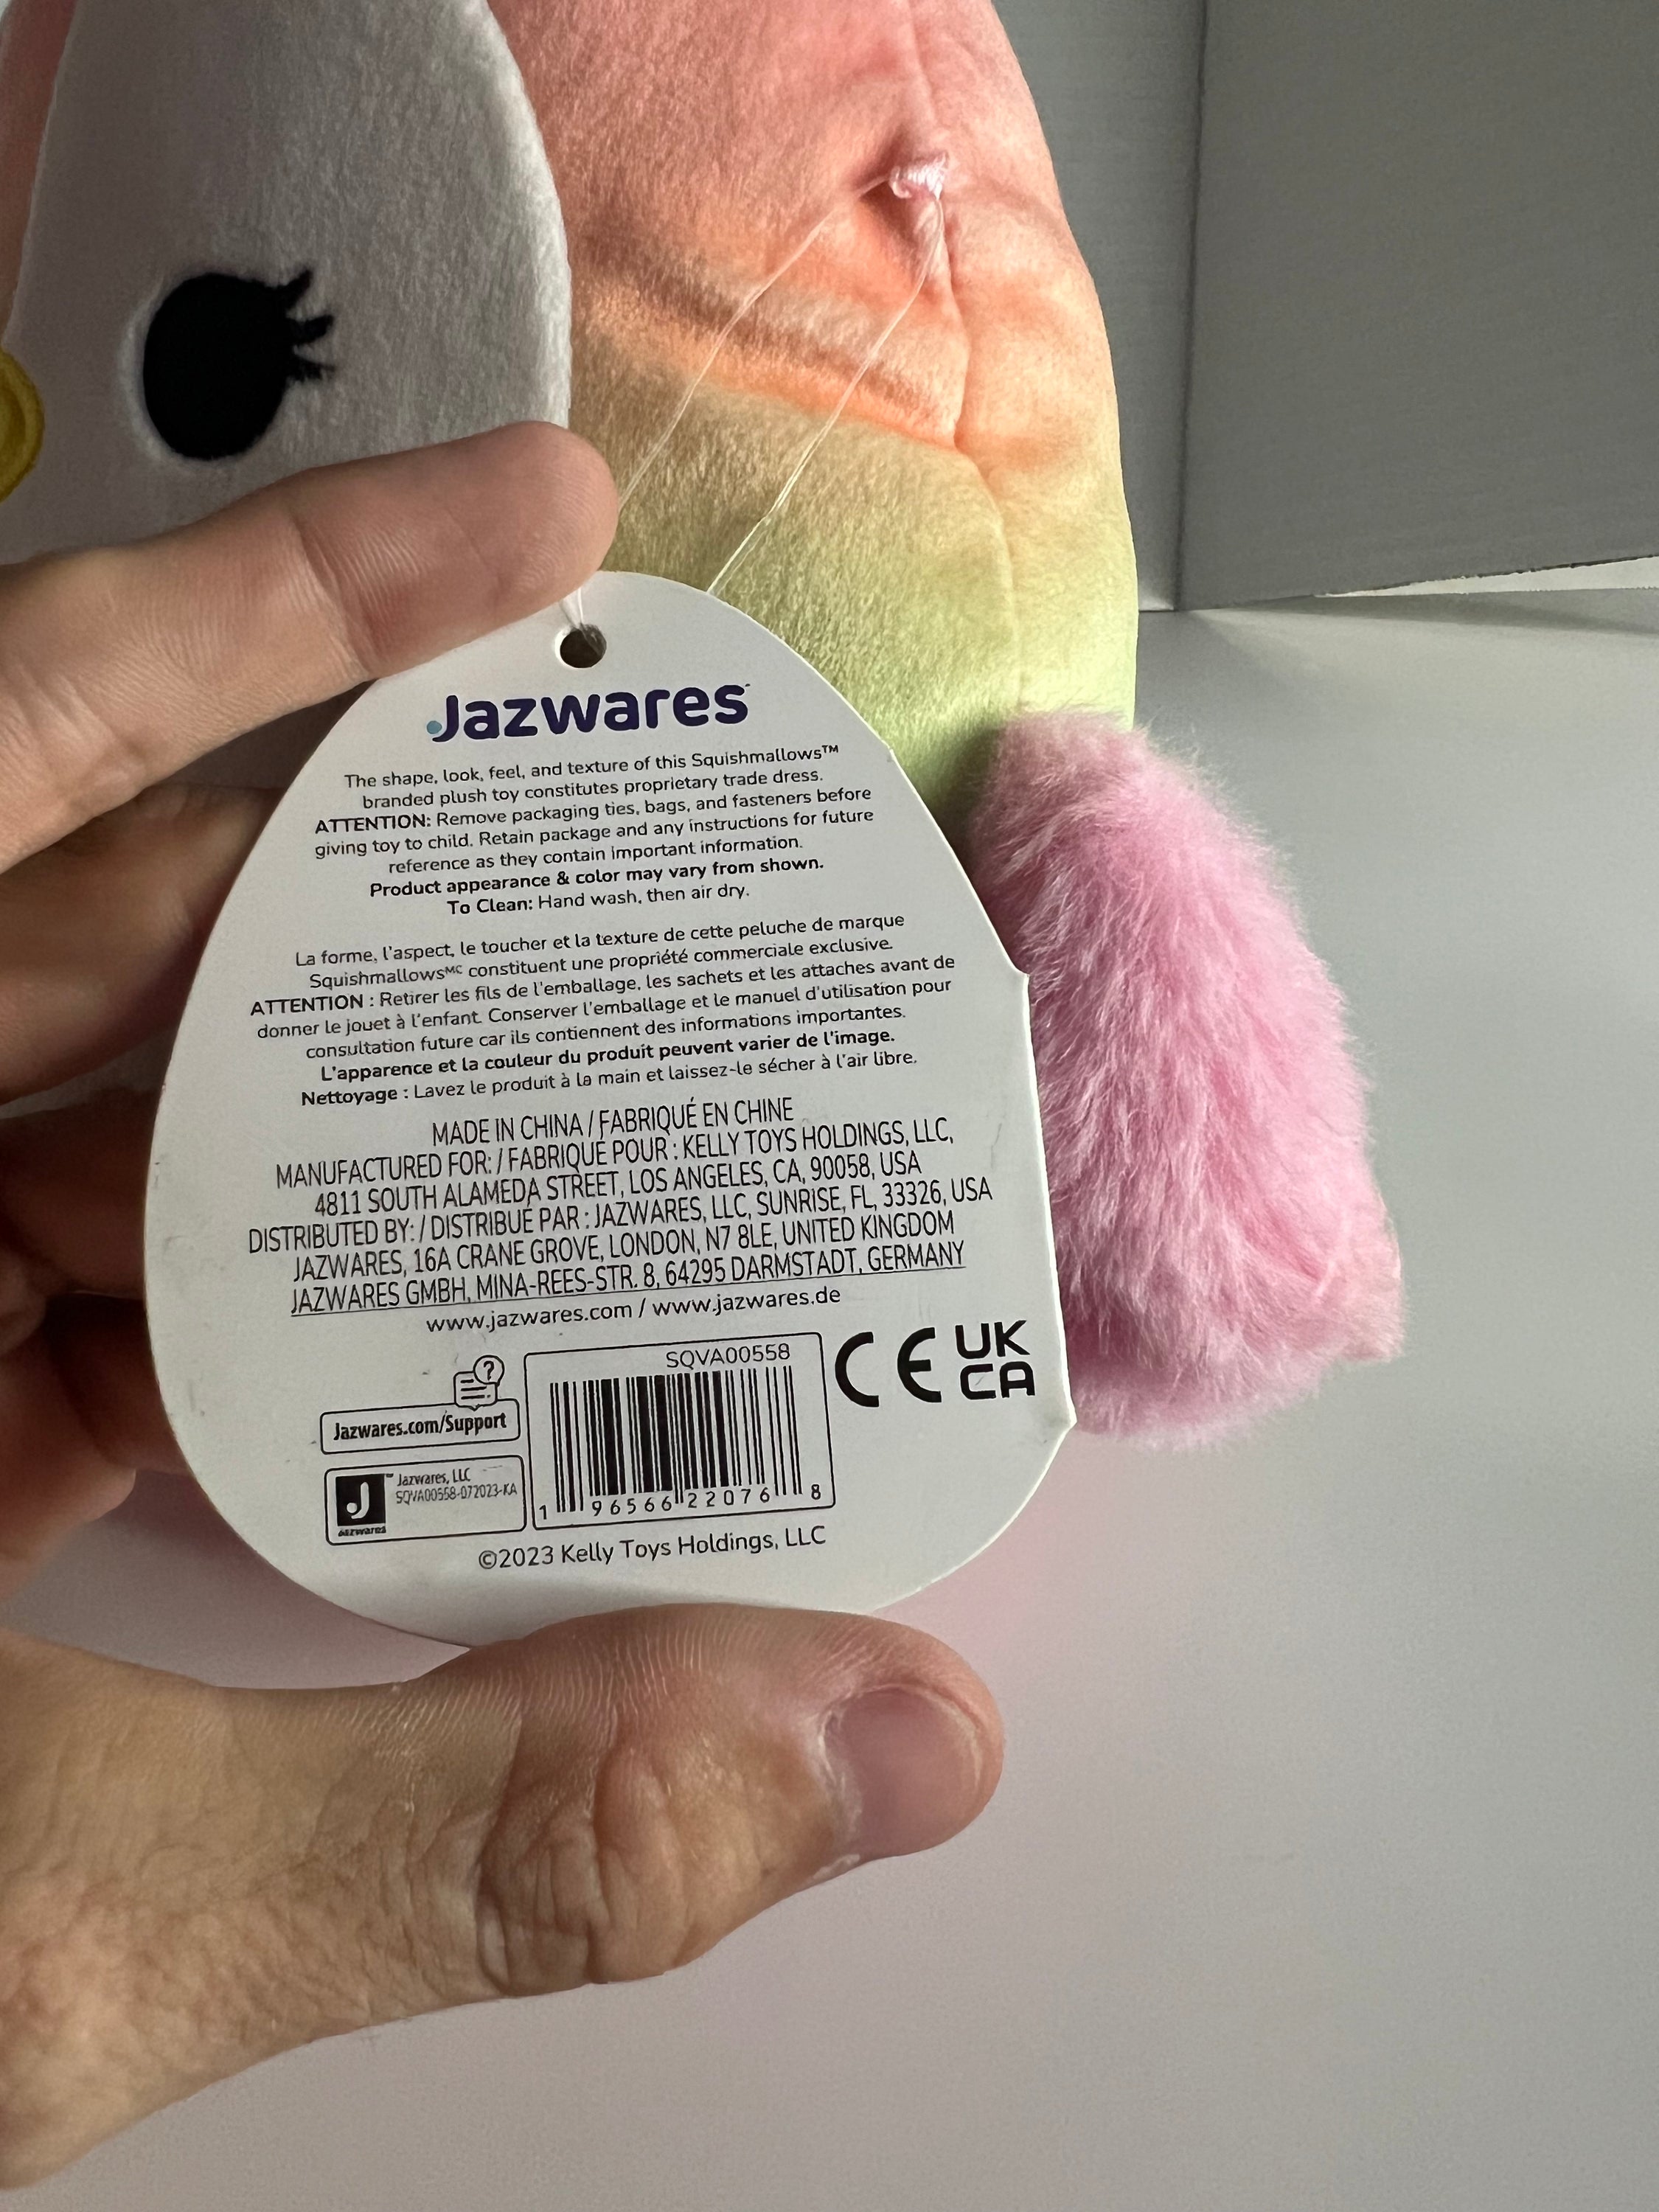 Jazwares™
The shape, look, feel, and texture of this Squishmallows™
branded plush toy constitutes proprietary trade dress.
ATTENTION: Remove packaging ties, bags, and fasteners before
giving toy to child. Retain package and any instructions for future
reference as they contain important information.
Product appearance & color may vary from shown.
To Clean: Hand wash, then air dry.
La forme, l'aspect, le toucher et la texture de cette peluche de marque
Squishmallowsᴹᶜ constituent une propriété commerciale exclusive.
ATTENTION : Retirer les fils de l'emballage, les sachets et les attaches avant de
donner le jouet à l'enfant. Conserver l'emballage et le manuel d'utilisation pour
consultation future car ils contiennent des informations importantes.
L'apparence et la couleur du produit peuvent varier de l'image.
Nettoyage : Lavez le produit à la main et laissez-le sécher à l'air libre.
MADE IN CHINA / FABRIQUÉ EN CHINE
MANUFACTURED FOR: / FABRIQUÉ POUR : KELLY TOYS HOLDINGS, LLC,
4811 SOUTH ALAMEDA STREET, LOS ANGELES, CA, 90058, USA
DISTRIBUTED BY: / DISTRIBUÉ PAR : JAZWARES, LLC, SUNRISE, FL, 33326, USA
JAZWARES, 16A CRANE GROVE, LONDON, N7 8LE, UNITED KINGDOM
JAZWARES GMBH, MINA-REES-STR. 8, 64295 DARMSTADT, GERMANY
www.jazwares.com / www.jazwares.de
?
Jazwares.com/Support
J™
Jazwares
Jazwares, LLC
SQVA00558-072023-KA
SQVA00558
1 96566 22076 8
CE
UK
CA
©2023 Kelly Toys Holdings, LLC